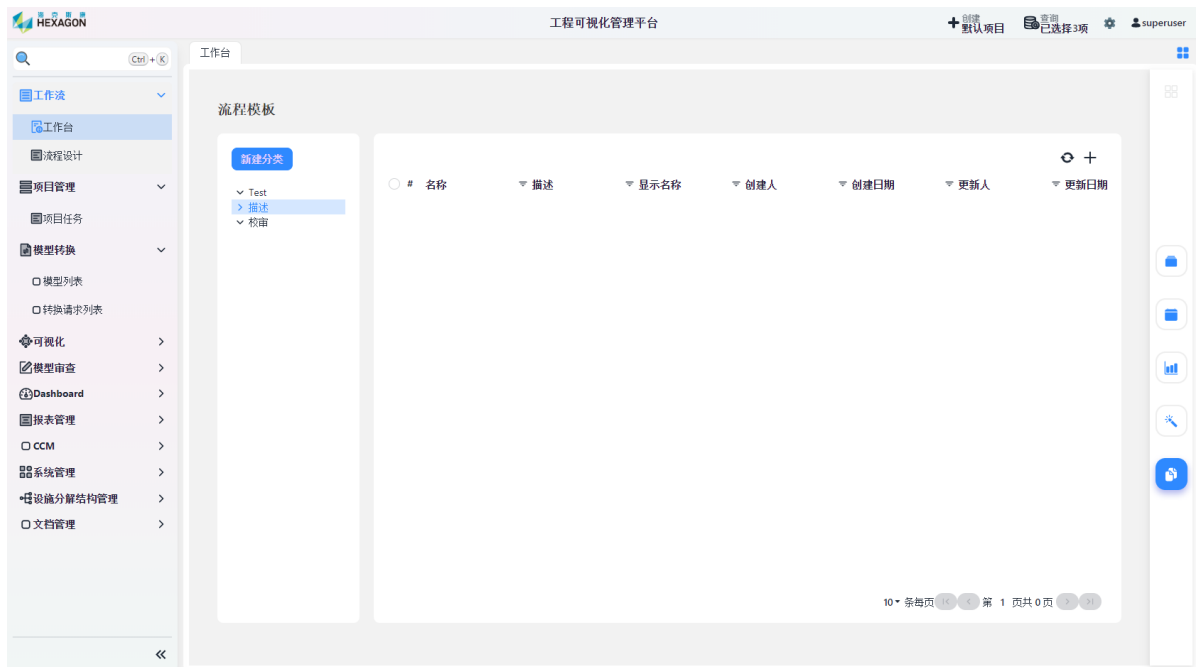 HEXAGON
工程可视化管理平台
创建
默认项目
查询
已选择3项
superuser
Ctrl + K
工作台
工作流
工作台
流程设计
项目管理
项目任务
模型转换
模型列表
转换请求列表
可视化
模型审查
Dashboard
报表管理
CCM
系统管理
设施分解结构管理
文档管理
流程模板
新建分类
Test
描述
校审
# 名称 描述 显示名称 创建人 创建日期 更新人 更新日期
10 条每页 第 1 页共 0 页